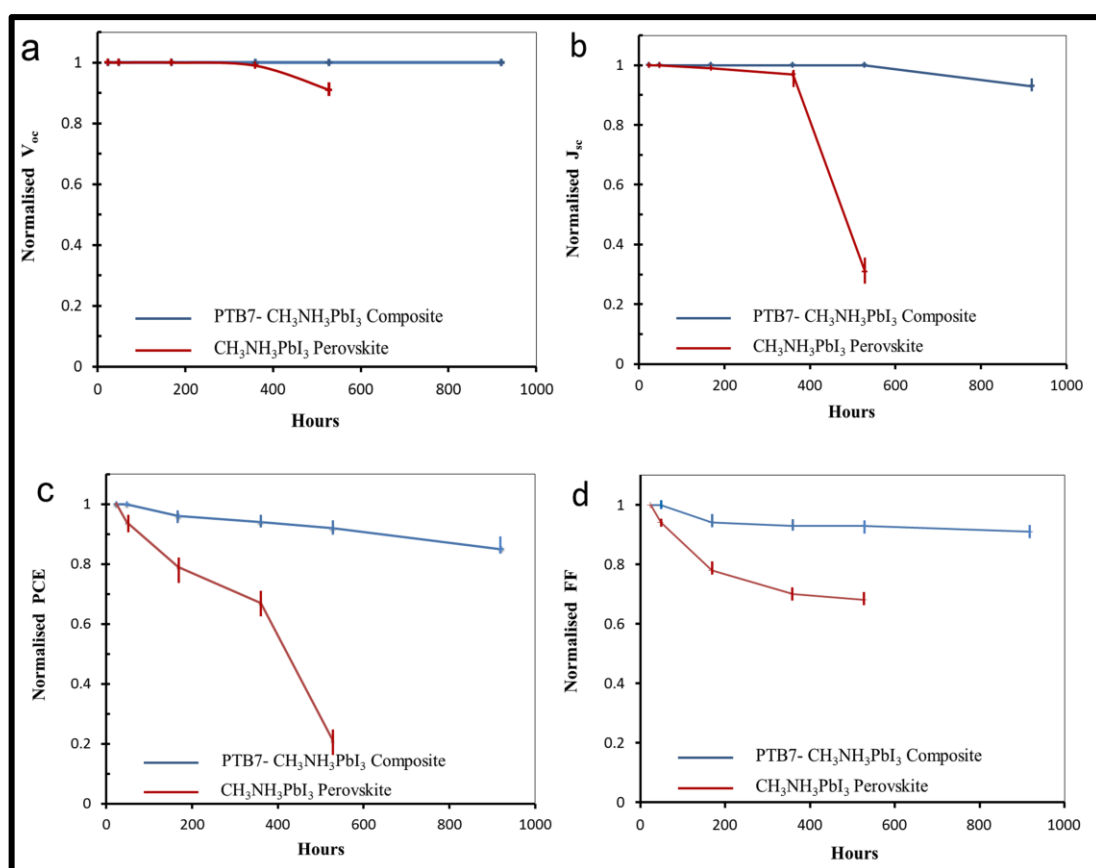 a
Normalised V_oc
1
0.8
0.6
0.4
0.2
0
PTB7- CH₃NH₃PbI₃ Composite
CH₃NH₃PbI₃ Perovskite
0 200 400 600 800 1000
Hours
b
Normalised J_sc
1
0.8
0.6
0.4
0.2
0
PTB7- CH₃NH₃PbI₃ Composite
CH₃NH₃PbI₃ Perovskite
0 200 400 600 800 1000
Hours
c
Normalised PCE
1
0.8
0.6
0.4
0.2
0
PTB7- CH₃NH₃PbI₃ Composite
CH₃NH₃PbI₃ Perovskite
0 200 400 600 800 1000
Hours
d
Normalised FF
1
0.8
0.6
0.4
0.2
0
PTB7- CH₃NH₃PbI₃ Composite
CH₃NH₃PbI₃ Perovskite
0 200 400 600 800 1000
Hours